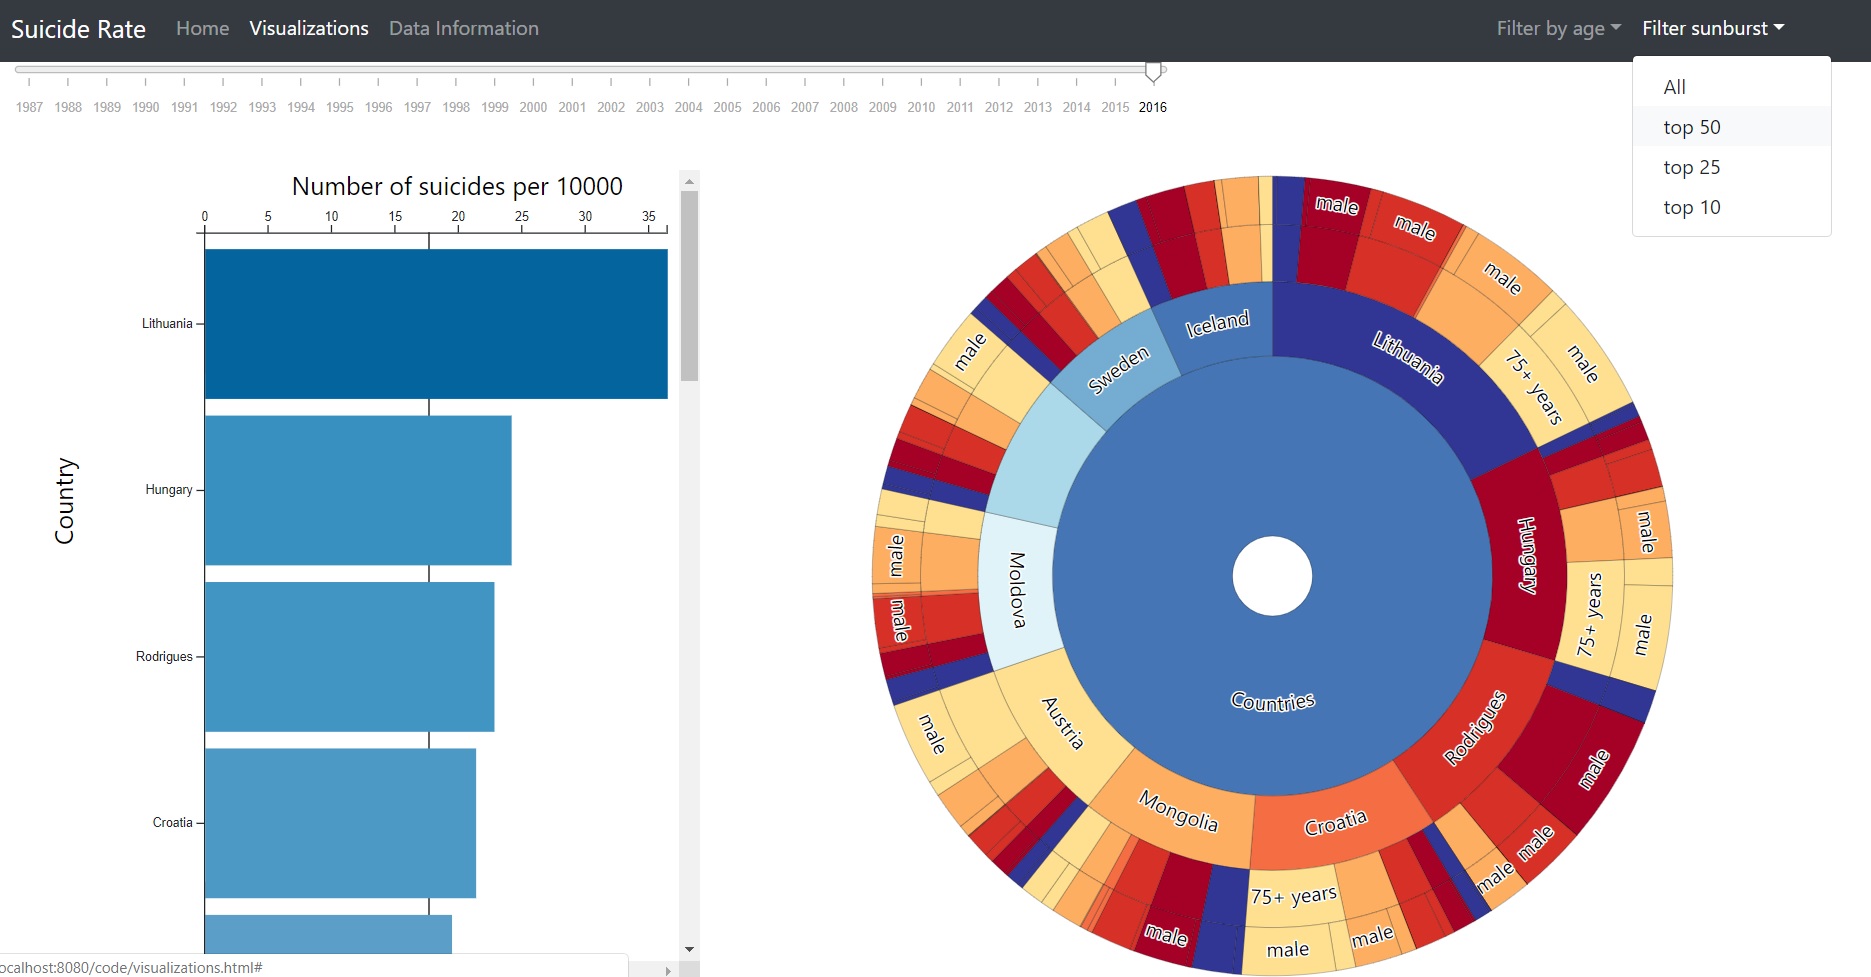 Suicide Rate Home Visualizations Data Information Filter by age Filter sunburst
All
top 50
top 25
top 10
1987 1988 1989 1990 1991 1992 1993 1994 1995 1996 1997 1998 1999 2000 2001 2002 2003 2004 2005 2006 2007 2008 2009 2010 2011 2012 2013 2014 2015 2016
Number of suicides per 10000
0 5 10 15 20 25 30 35
Country
Lithuania
Hungary
Rodrigues
Croatia
Countries
Lithuania
75+ years
male
male
male
male
Hungary
75+ years
male
male
Rodrigues
male
male
male
Croatia
75+ years
male
male
Mongolia
male
Austria
male
Moldova
male
male
male
Sweden
Iceland
ocalhost:8080/code/visualizations.html#